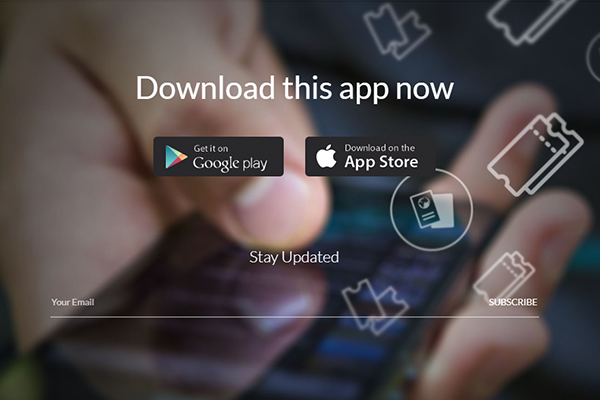 Download this app now
Get it on
Google play
Download on the
App Store
Stay Updated
Your Email
SUBSCRIBE